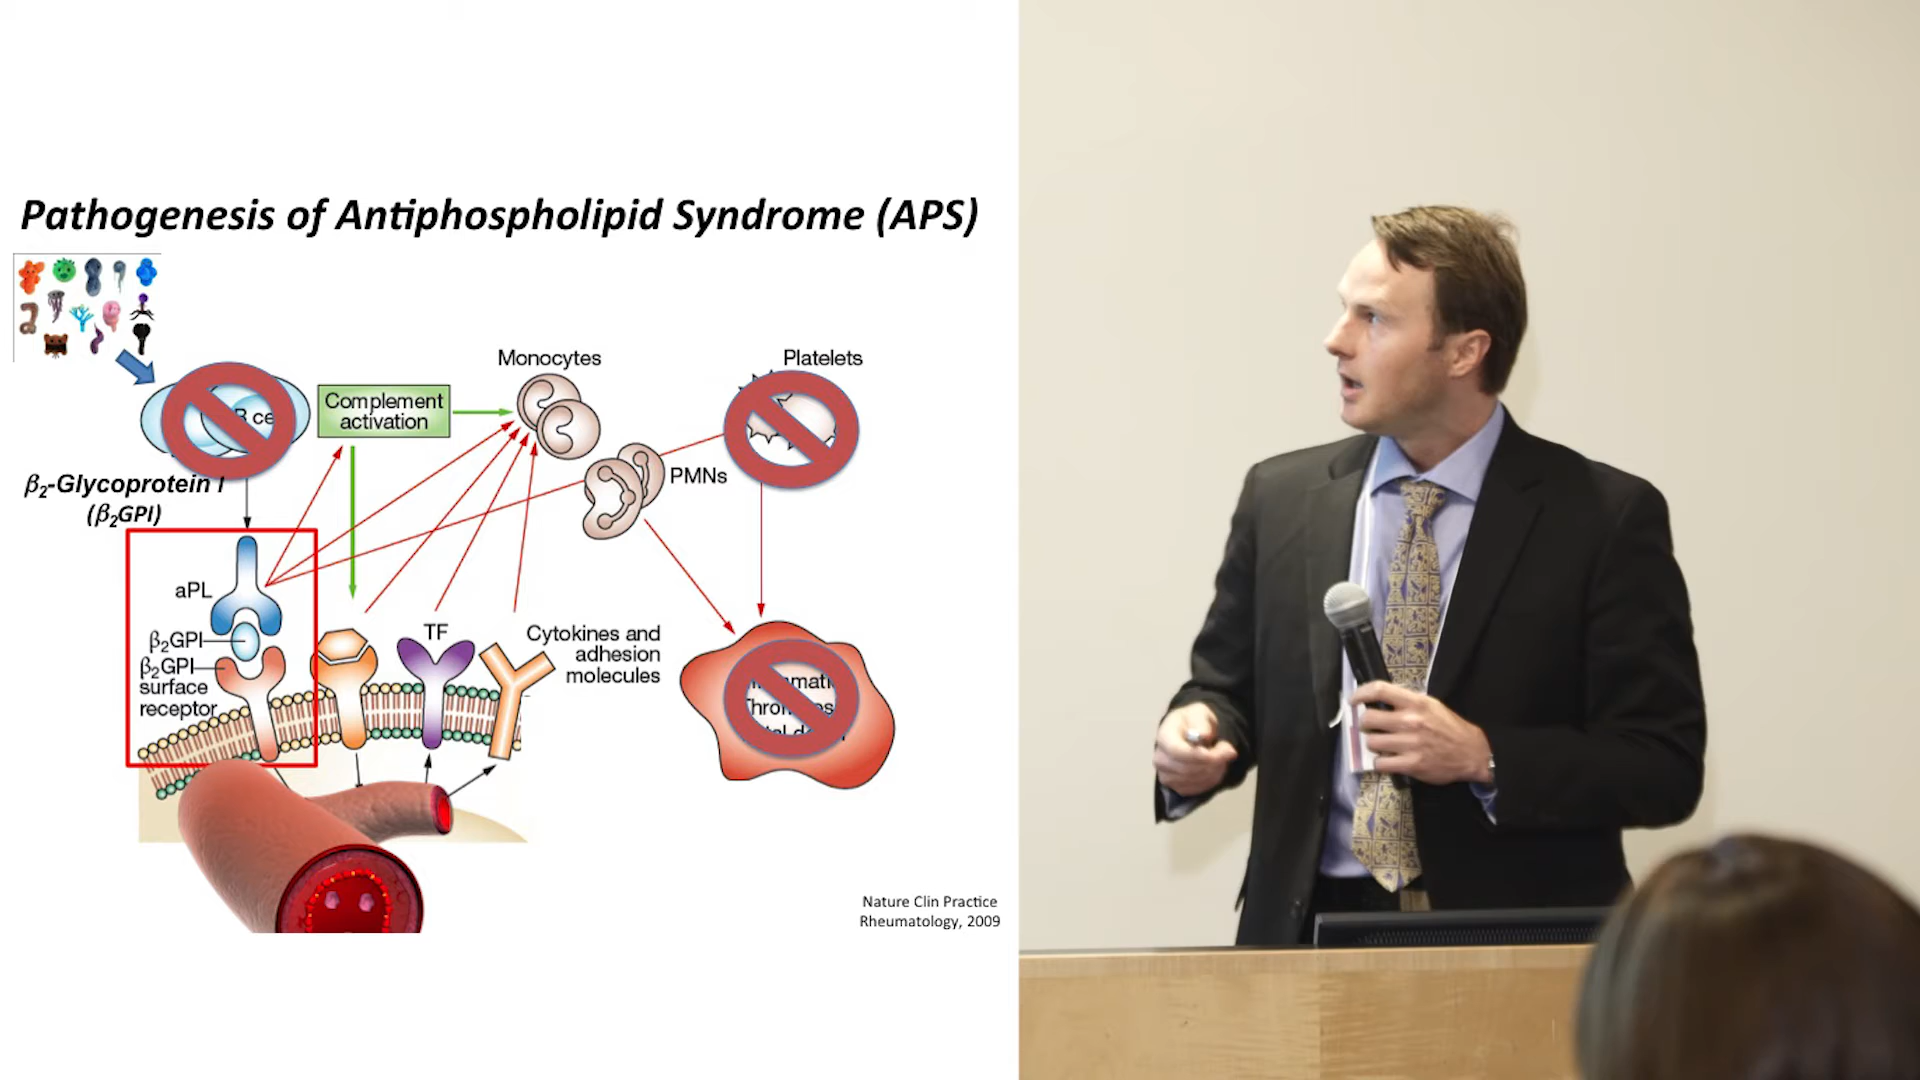 Pathogenesis of Antiphospholipid Syndrome (APS)
Monocytes
Platelets
B ce
Complement
activation
PMNs
β₂-Glycoprotein I
(β₂GPI)
aPL
β₂GPI
β₂GPI
surface
receptor
TF
Cytokines and
adhesion
molecules
Nature Clin Practice
Rheumatology, 2009